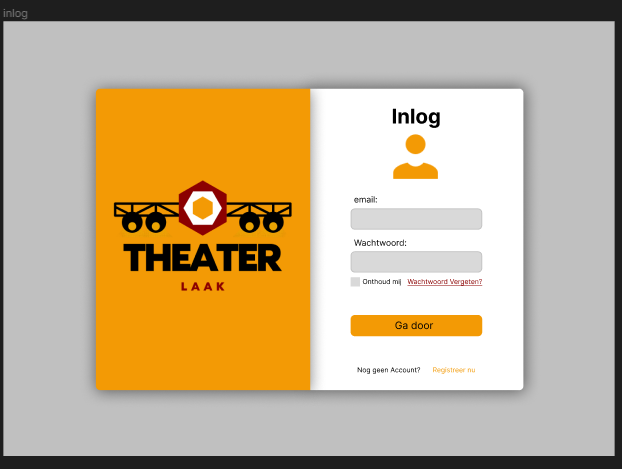 inlog
THEATER
LAAK
Inlog
email:
Wachtwoord:
Onthoud mij Wachtwoord Vergeten?
Ga door
Nog geen Account? Registreer nu